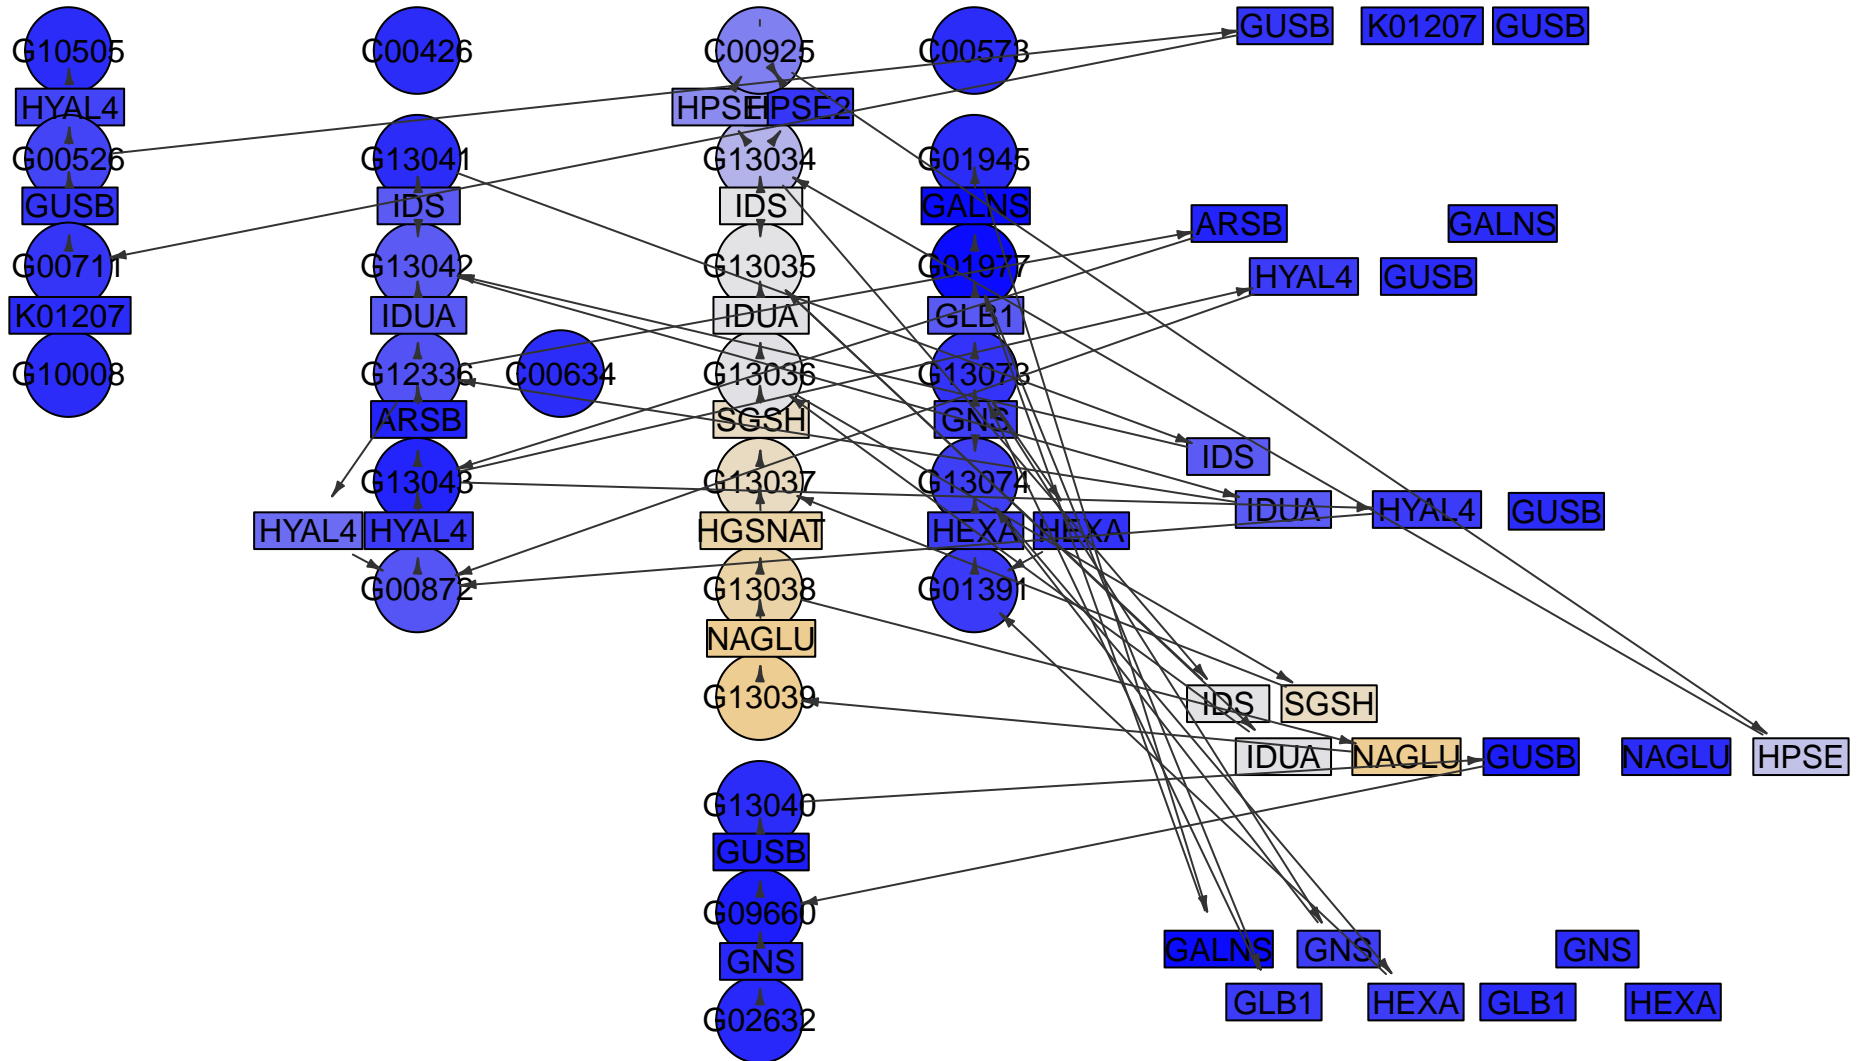 G10505
C00426
C00925
C00573
GUSB
K01207
GUSB
HYAL4
HPSE
HPSE2
G00526
G13041
G13034
G01945
GUSB
IDS
IDS
GALNS
ARSB
GALNS
G00711
G13042
G13035
G01977
HYAL4
GUSB
K01207
IDUA
IDUA
GLB1
G10008
G12336
C00634
G13036
G13073
ARSB
SGSH
GNS
IDS
G13043
G13037
G13074
IDUA
HYAL4
GUSB
HYAL4
HYAL4
HGSNAT
HEXA
HEXA
G00872
G13038
G01391
NAGLU
G13039
IDS
SGSH
IDUA
NAGLU
GUSB
NAGLU
HPSE
G13040
GUSB
G09660
GNS
GALNS
GNS
GNS
G02632
GLB1
HEXA
GLB1
HEXA